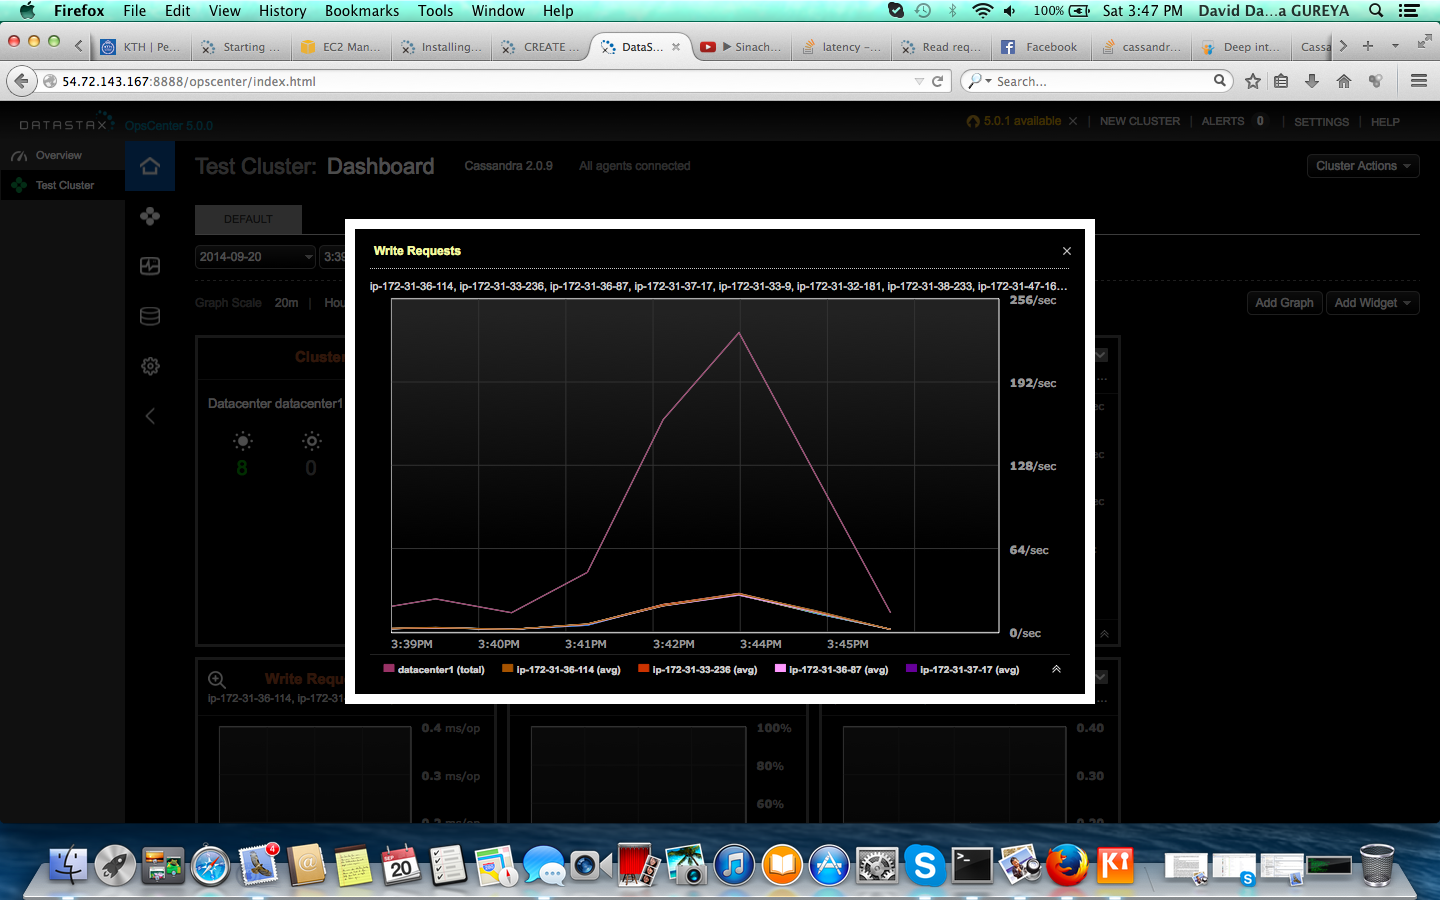 Firefox File Edit View History Bookmarks Tools Window Help 100% Sat 3:47 PM David Da...a GUREYA
KTH | Pe... Starting ... EC2 Man... Installing... CREATE ... DataS... Sinach... latency –... Read req... Facebook cassandr... Deep int... Cassa
54.72.143.167:8888/opscenter/index.html Search...
DATASTAX OpsCenter 5.0.0 5.0.1 available × | NEW CLUSTER | ALERTS 0 | SETTINGS | HELP
Overview
Test Cluster
Test Cluster: Dashboard Cassandra 2.0.9 All agents connected Cluster Actions
DEFAULT
2014-09-20 3:39
Graph Scale 20m | Hou
Add Graph Add Widget
Write Requests ×
ip-172-31-36-114, ip-172-31-33-236, ip-172-31-36-87, ip-172-31-37-17, ip-172-31-33-9, ip-172-31-32-181, ip-172-31-38-233, ip-172-31-47-16...
256/sec
192/sec
128/sec
64/sec
0/sec
3:39PM 3:40PM 3:41PM 3:42PM 3:44PM 3:45PM
datacenter1 (total) ip-172-31-36-114 (avg) ip-172-31-33-236 (avg) ip-172-31-36-87 (avg) ip-172-31-37-17 (avg)
Cluster
Datacenter datacenter1
8 0
Write Requ
ip-172-31-36-114, ip-172-31
0.4 ms/op 100% 0.40
0.3 ms/op 80% 0.30
60%
4
SEP
20